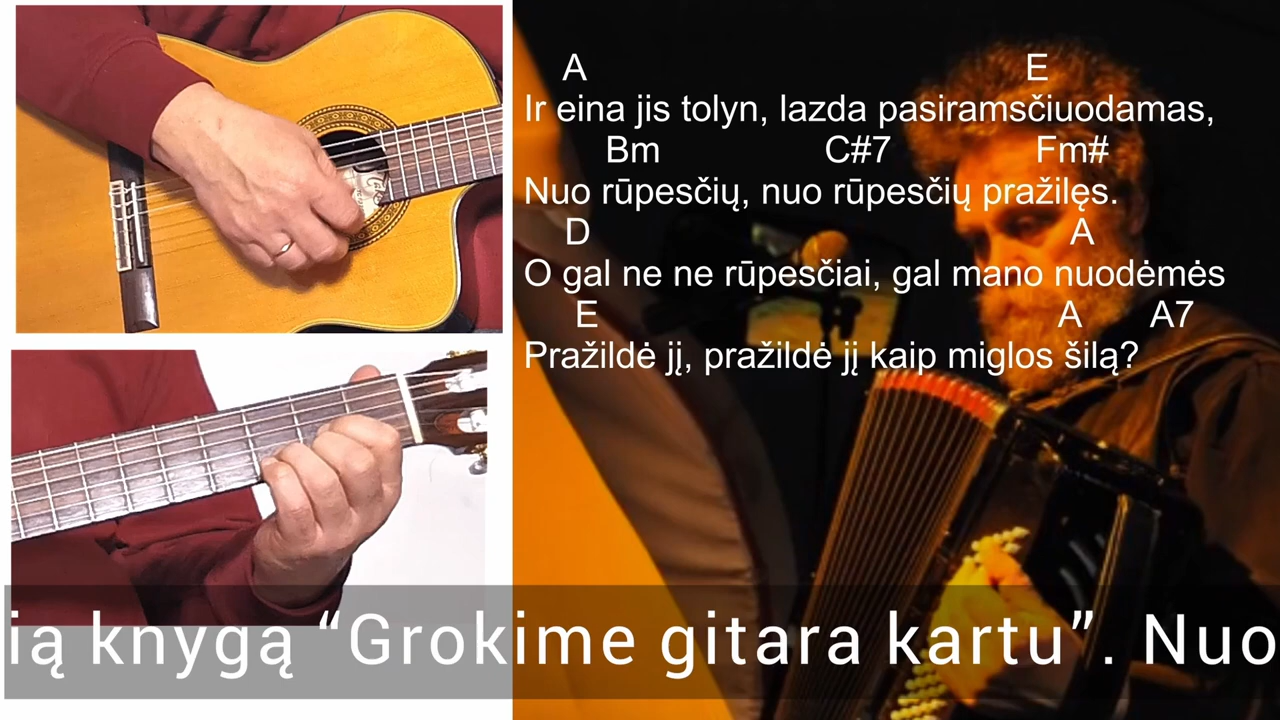 A E
Ir eina jis tolyn, lazda pasiramsčiuodamas,
Bm C#7 Fm#
Nuo rūpesčių, nuo rūpesčių pražilęs.
D A
O gal ne ne rūpesčiai, gal mano nuodėmės
E A A7
Pražildė jį, pražildė jį kaip miglos šilą?
ią knygą “Grokime gitara kartu”. Nuo